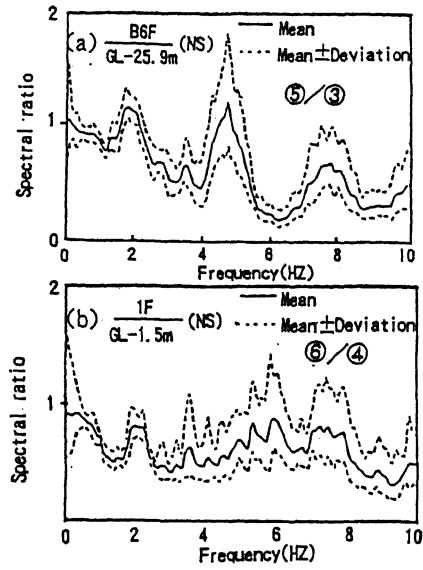 2
(a) B6F / GL-25.9m (NS)
Mean
Mean±Deviation
⑤/③
Spectral ratio
1
0
0 2 4 6 8 10
Frequency(HZ)
2
(b) 1F / GL-1.5m (NS)
Mean
Mean±Deviation
⑥/④
Spectral ratio
1
0 2 4 6 8 10
Frequency(HZ)